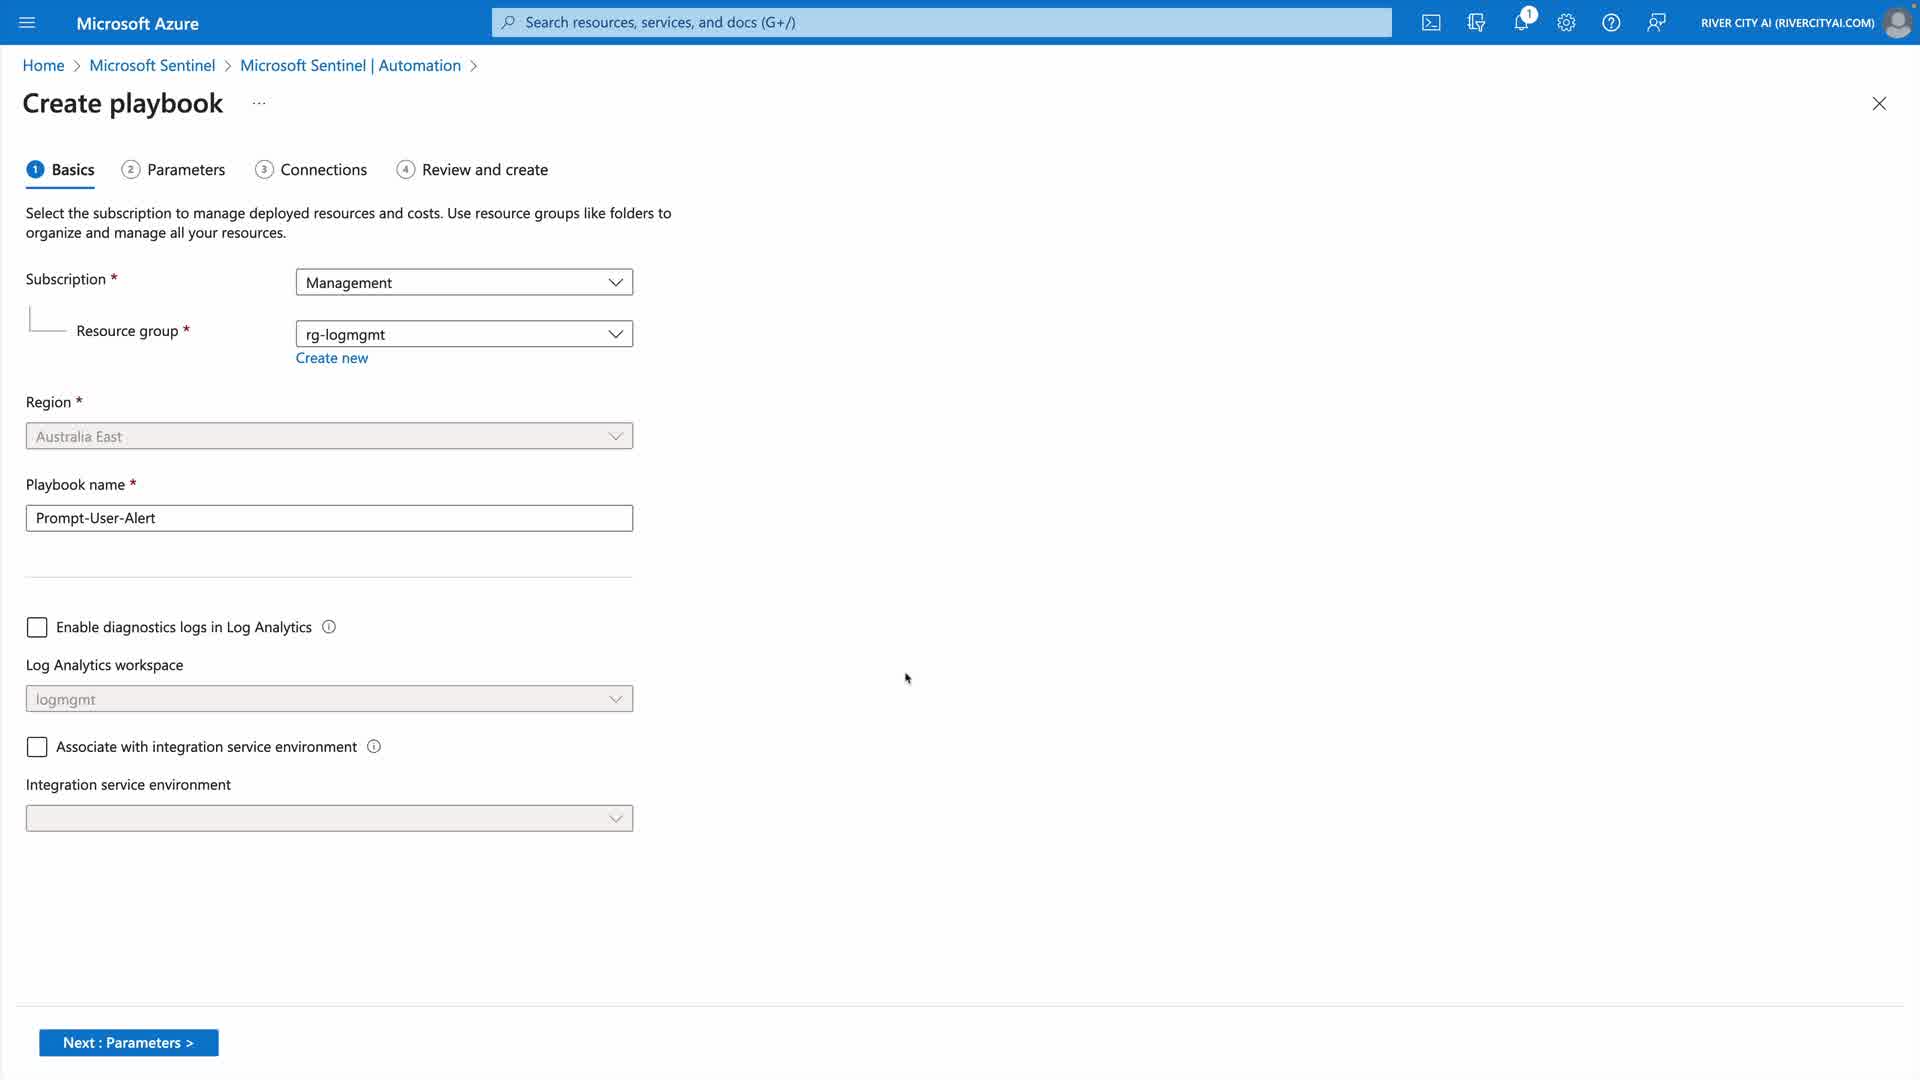 Microsoft Azure
Search resources, services, and docs (G+/)
1
RIVER CITY AI (RIVERCITYAI.COM)
Home > Microsoft Sentinel > Microsoft Sentinel | Automation >
Create playbook ...
1 Basics 2 Parameters 3 Connections 4 Review and create
Select the subscription to manage deployed resources and costs. Use resource groups like folders to
organize and manage all your resources.
Subscription *
Management
Resource group *
rg-logmgmt
Create new
Region *
Australia East
Playbook name *
Prompt-User-Alert
Enable diagnostics logs in Log Analytics
Log Analytics workspace
logmgmt
Associate with integration service environment
Integration service environment
Next : Parameters >